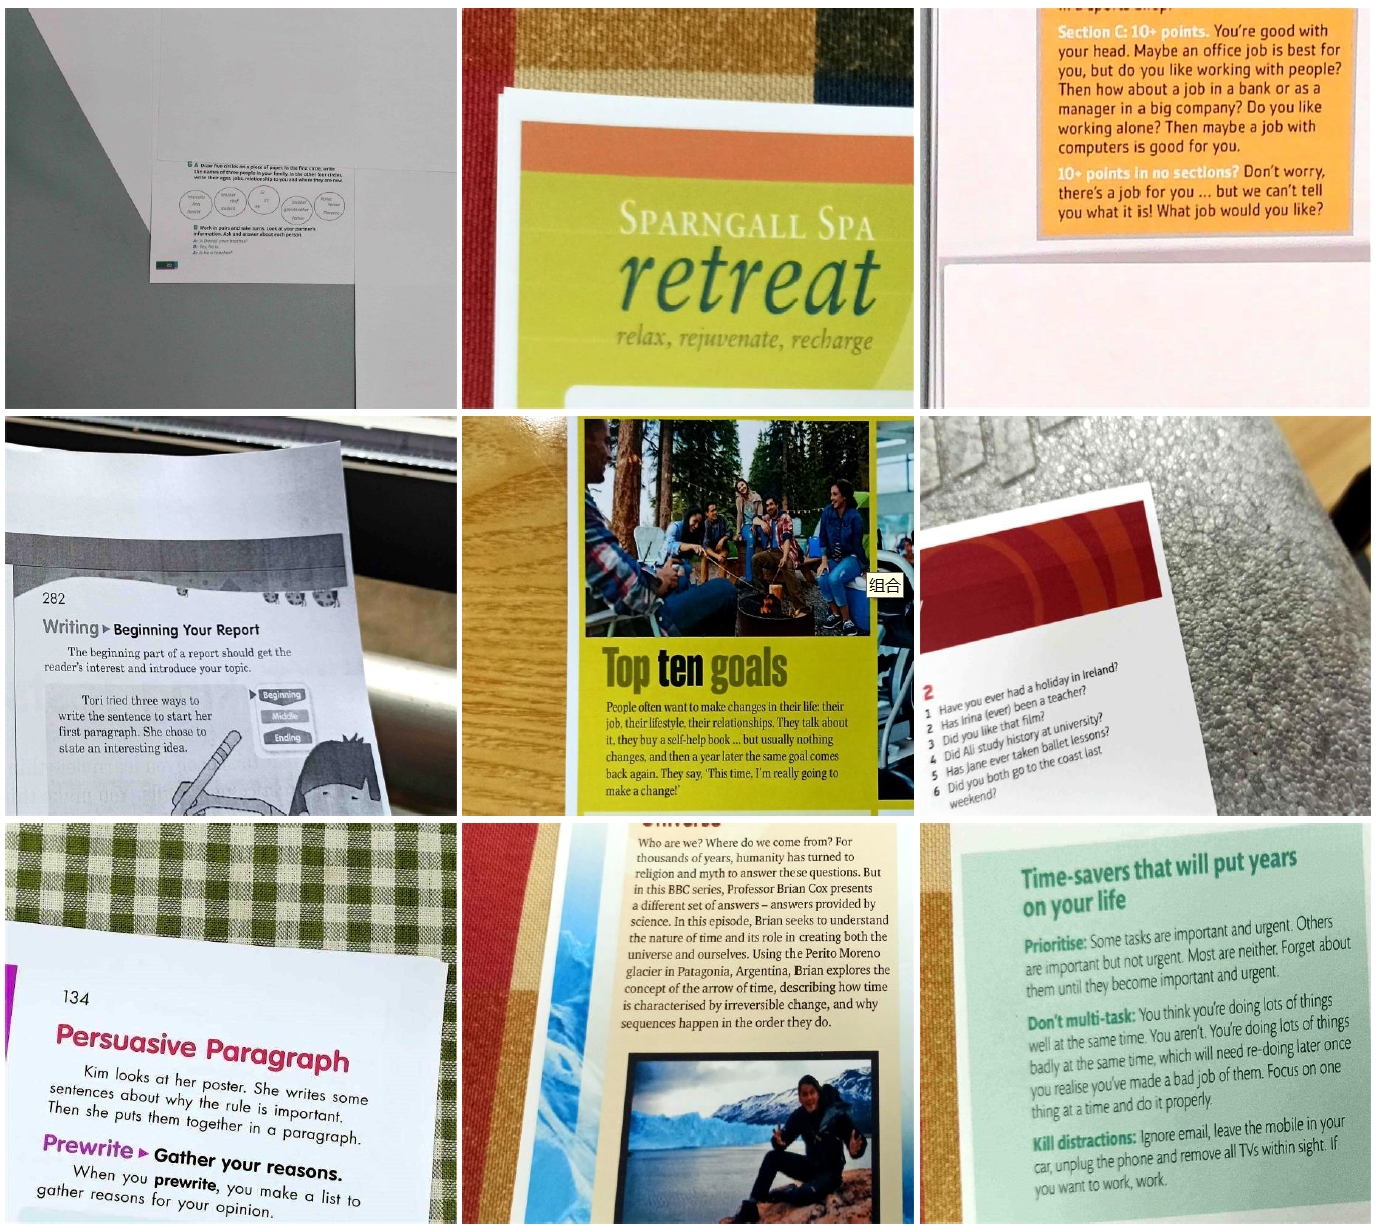 6 A Draw five circles on a piece of paper. In the first circle, write
the names of three people in your family. In the other four circles,
write their ages, jobs, relationship to you and where they are now.
B Work in pairs and take turns. Look at your partner's
information. Ask and answer about each person.
A: Is Daniel your brother?
B: Yes, he is.
A: Is he a teacher?
SPARNGALL SPA
retreat
relax, rejuvenate, recharge
Section C: 10+ points. You're good with
your head. Maybe an office job is best for
you, but do you like working with people?
Then how about a job in a bank or as a
manager in a big company? Do you like
working alone? Then maybe a job with
computers is good for you.
10+ points in no sections? Don't worry,
there's a job for you ... but we can't tell
you what it is! What job would you like?
282
Writing ▸ Beginning Your Report
The beginning part of a report should get the
reader's interest and introduce your topic.
Tori tried three ways to
write the sentence to start her
first paragraph. She chose to
state an interesting idea.
Beginning
Middle
Ending
Top ten goals
People often want to make changes in their life: their
job, their lifestyle, their relationships. They talk about
it, they buy a self-help book ... but usually nothing
changes, and then a year later the same goal comes
back again. They say, 'This time, I'm really going to
make a change!'
组合
2
1 Have you ever had a holiday in Ireland?
2 Has Irina (ever) been a teacher?
3 Did you like that film?
4 Did Ali study history at university?
5 Has Jane ever taken ballet lessons?
6 Did you both go to the coast last
weekend?
134
Persuasive Paragraph
Kim looks at her poster. She writes some
sentences about why the rule is important.
Then she puts them together in a paragraph.
Prewrite ▸ Gather your reasons.
When you prewrite, you make a list to
gather reasons for your opinion.
Universe
Who are we? Where do we come from? For
thousands of years, humanity has turned to
religion and myth to answer these questions. But
in this BBC series, Professor Brian Cox presents
a different set of answers – answers provided by
science. In this episode, Brian seeks to understand
the nature of time and its role in creating both the
universe and ourselves. Using the Perito Moreno
glacier in Patagonia, Argentina, Brian explores the
concept of the arrow of time, describing how time
is characterised by irreversible change, and why
sequences happen in the order they do.
Time-savers that will put years
on your life
Prioritise: Some tasks are important and urgent. Others
are important but not urgent. Most are neither. Forget about
them until they become important and urgent.
Don't multi-task: You think you're doing lots of things
well at the same time. You aren't. You're doing lots of things
badly at the same time, which will need re-doing later once
you realise you've made a bad job of them. Focus on one
thing at a time and do it properly.
Kill distractions: Ignore email, leave the mobile in your
car, unplug the phone and remove all TVs within sight. If
you want to work, work.